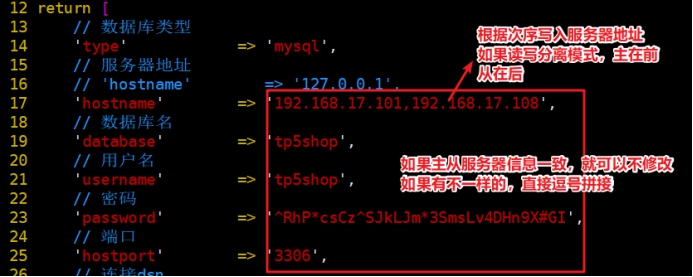 12 return [
13 // 数据库类型
14 'type' => 'mysql',
15 // 服务器地址
16 // 'hostname' => '127.0.0.1',
17 'hostname' => '192.168.17.101,192.168.17.108',
18 // 数据库名
19 'database' => 'tp5shop',
20 // 用户名
21 'username' => 'tp5shop',
22 // 密码
23 'password' => '^RhP*csCz^SJkLJm*3SmsLv4DHn9X#GI',
24 // 端口
25 'hostport' => '3306',
26 // 连接dsn
根据次序写入服务器地址
如果读写分离模式，主在前
从在后
如果主从服务器信息一致，就可以不修改
如果有不一样的，直接逗号拼接